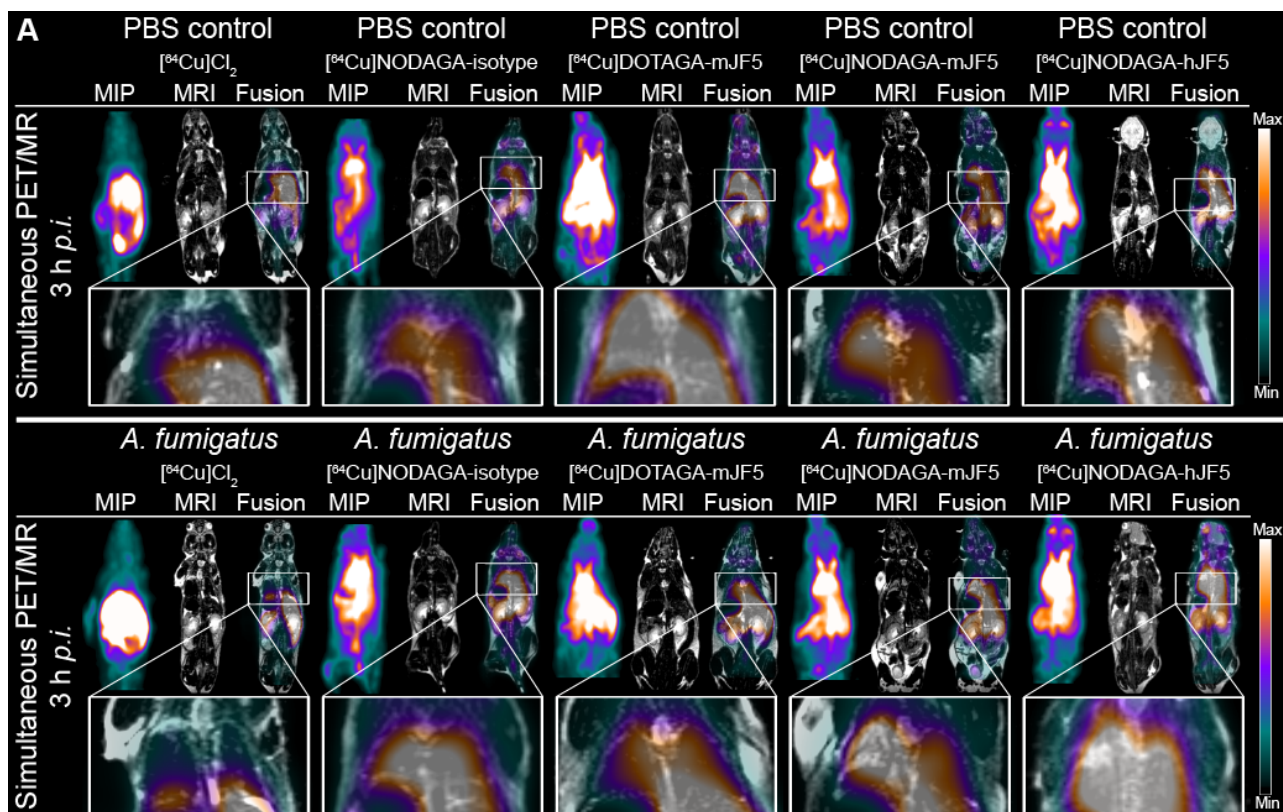 A
PBS control PBS control PBS control PBS control PBS control
[⁶⁴Cu]Cl₂ [⁶⁴Cu]NODAGA-isotype [⁶⁴Cu]DOTAGA-mJF5 [⁶⁴Cu]NODAGA-mJF5 [⁶⁴Cu]NODAGA-hJF5
MIP MRI Fusion MIP MRI Fusion MIP MRI Fusion MIP MRI Fusion MIP MRI Fusion
Simultaneous PET/MR
3 h p.i.
Max
Min
A. fumigatus A. fumigatus A. fumigatus A. fumigatus A. fumigatus
[⁶⁴Cu]Cl₂ [⁶⁴Cu]NODAGA-isotype [⁶⁴Cu]DOTAGA-mJF5 [⁶⁴Cu]NODAGA-mJF5 [⁶⁴Cu]NODAGA-hJF5
MIP MRI Fusion MIP MRI Fusion MIP MRI Fusion MIP MRI Fusion MIP MRI Fusion
Simultaneous PET/MR
3 h p.i.
Max
Min